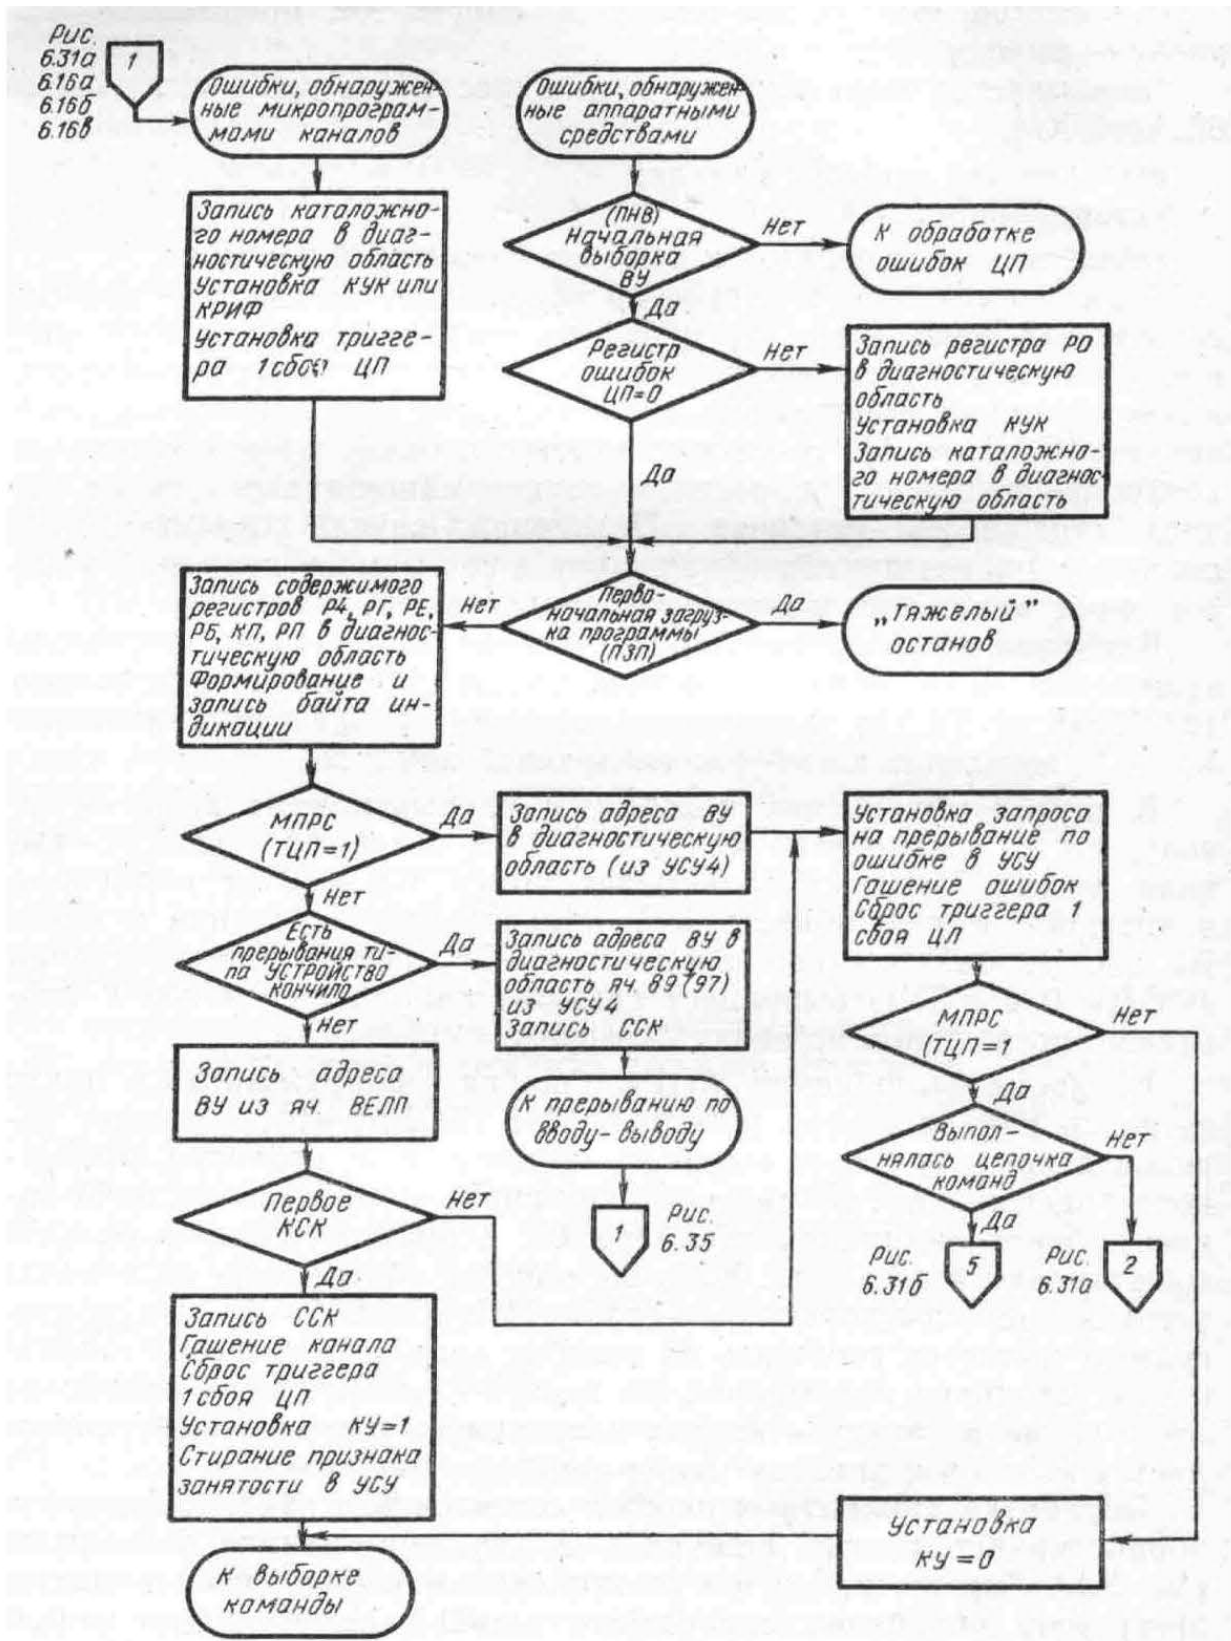 Рис.
6.31а
6.16а
6.16б
6.16в
1
Ошибки, обнаружен-
ные микропрограм-
мами каналов
Ошибки, обнаружен-
ные аппаратными
средствами
Запись каталожно-
го номера в диаг-
ностическую область
Установка КУК или
КРИФ
Установка тригге-
ра 1 сбоя ЦП
(ПНВ)
Начальная
выборка
ВУ
Нет
К обработке
ошибок ЦП
Да
Регистр
ошибок
ЦП=0
Нет
Запись регистра РО
в диагностическую
область
Установка КУК
Запись каталожно-
го номера в диагнос-
тическую область
Да
Запись содержимого
регистров Р4, РГ, РЕ,
РБ, КП, РП в диагнос-
тическую область
Формирование и
запись байта ин-
дикации
Нет
Перво-
начальная загруз-
ка программы
(ПЗП)
Да
„Тяжелый”
останов
МПРС
(ТЦП=1)
Да
Запись адреса ВУ
в диагностическую
область (из УСУ4)
Установка запроса
на прерывание по
ошибке в УСУ
Гашение ошибок
Сброс триггера 1
сбоя ЦЛ
Нет
Есть
прерывания ти-
па УСТРОЙСТВО
КОНЧИЛО
Да
Запись адреса ВУ в
диагностическую
область яч. 89 (97)
из УСУ4
Запись ССК
Нет
МПРС
(ТЦП=1
Нет
Запись адреса
ВУ из яч. ВЕЛП
К прерыванию по
вводу-выводу
Да
Выпол-
нялась цепочка
команд
Нет
Первое
КСК
Нет
1
Рис.
6.35
Да
Рис.
6.31б
5
Рис.
6.31а
2
Да
Запись ССК
Гашение канала
Сброс триггера
1 сбоя ЦП
Установка КУ=1
Стирание признака
занятости в УСУ
Установка
КУ=0
К выборке
команды